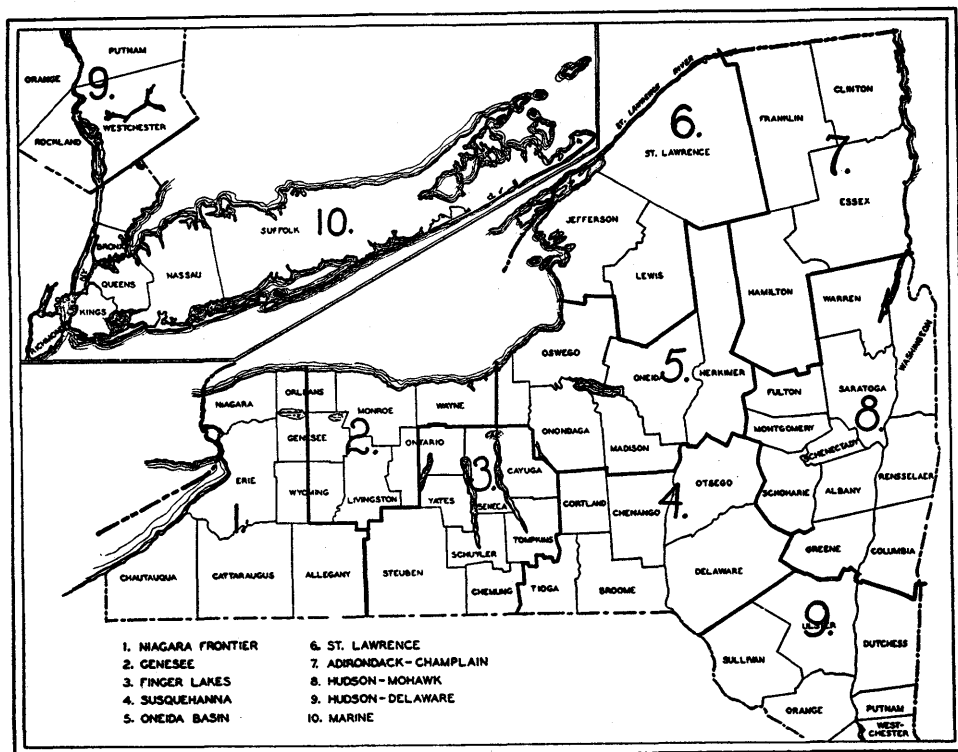 PUTNAM
ORANGE
9.
WESTCHESTER
ROCKLAND
BRONX
N.Y.
QUEENS
KINGS
RICHMOND
NASSAU
SUFFOLK
10.
ST. LAWRENCE RIVER
6.
ST. LAWRENCE
FRANKLIN
CLINTON
7.
ESSEX
JEFFERSON
LEWIS
HAMILTON
WARREN
WASHINGTON
OSWEGO
ONEIDA
5.
HERKIMER
FULTON
SARATOGA
8.
MONTGOMERY
SCHENECTADY
RENSSELAER
NIAGARA
ORLEANS
MONROE
WAYNE
GENESEE
2.
ONTARIO
ONONDAGA
MADISON
ERIE
WYOMING
LIVINGSTON
YATES
3.
SENECA
CAYUGA
CORTLAND
CHENANGO
4.
OTSEGO
SCHOHARIE
ALBANY
1
SCHUYLER
TOMPKINS
GREENE
COLUMBIA
CHAUTAUQUA
CATTARAUGUS
ALLEGANY
STEUBEN
CHEMUNG
TIOGA
BROOME
DELAWARE
ULSTER
9.
SULLIVAN
DUTCHESS
ORANGE
PUTNAM
WEST-
CHESTER
1. NIAGARA FRONTIER
2. GENESEE
3. FINGER LAKES
4. SUSQUEHANNA
5. ONEIDA BASIN
6. ST. LAWRENCE
7. ADIRONDACK-CHAMPLAIN
8. HUDSON-MOHAWK
9. HUDSON-DELAWARE
10. MARINE